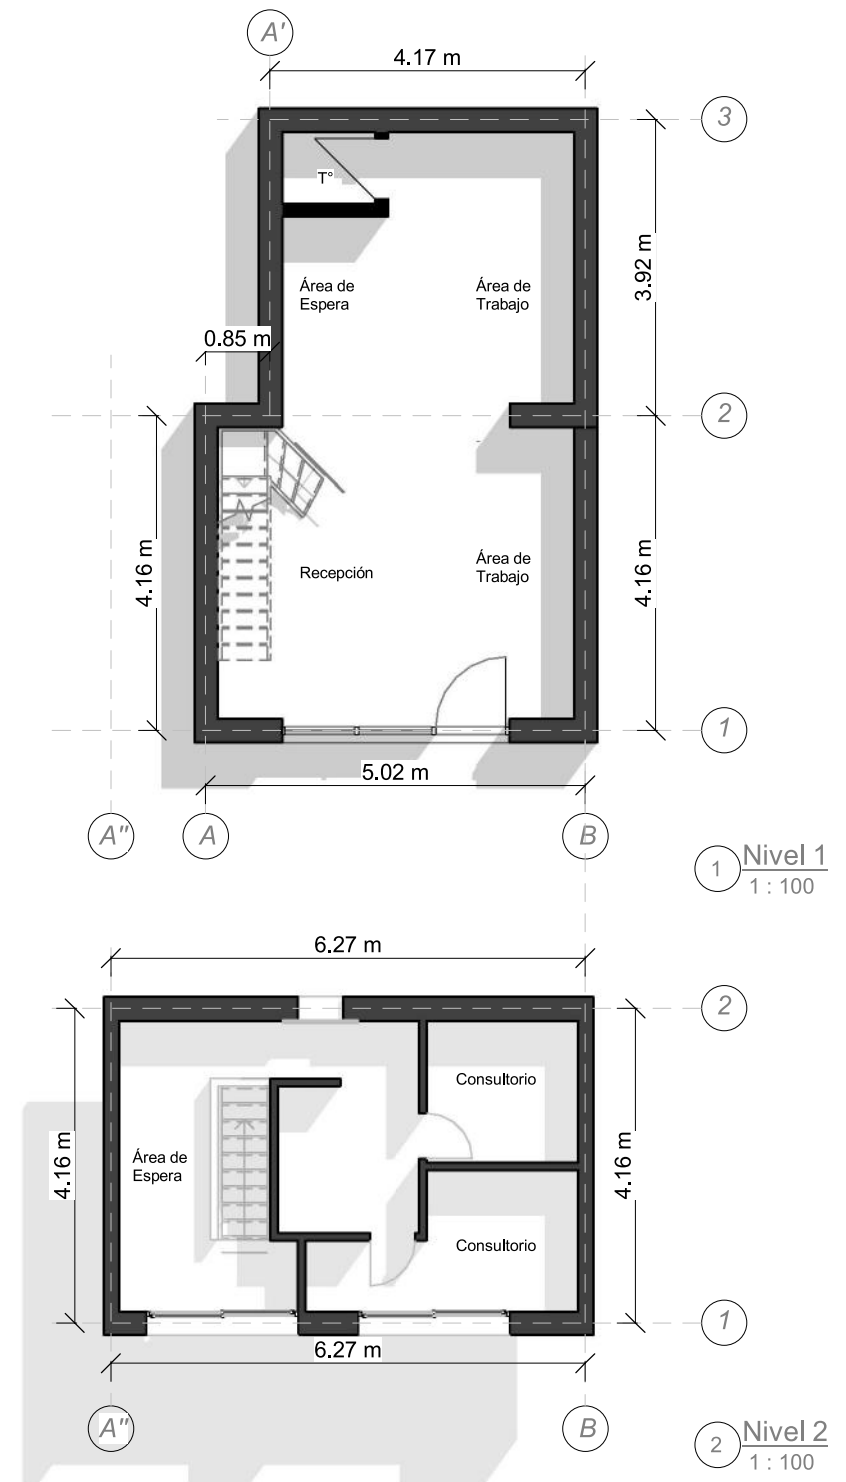 A'
4.17 m
3
T°
Área de
Espera
Área de
Trabajo
3.92 m
0.85 m
2
4.16 m
Recepción
Área de
Trabajo
4.16 m
1
5.02 m
A"
A
B
1
Nivel 1
1 : 100
6.27 m
2
Consultorio
4.16 m
Área de
Espera
4.16 m
Consultorio
1
6.27 m
A"
B
2
Nivel 2
1 : 100